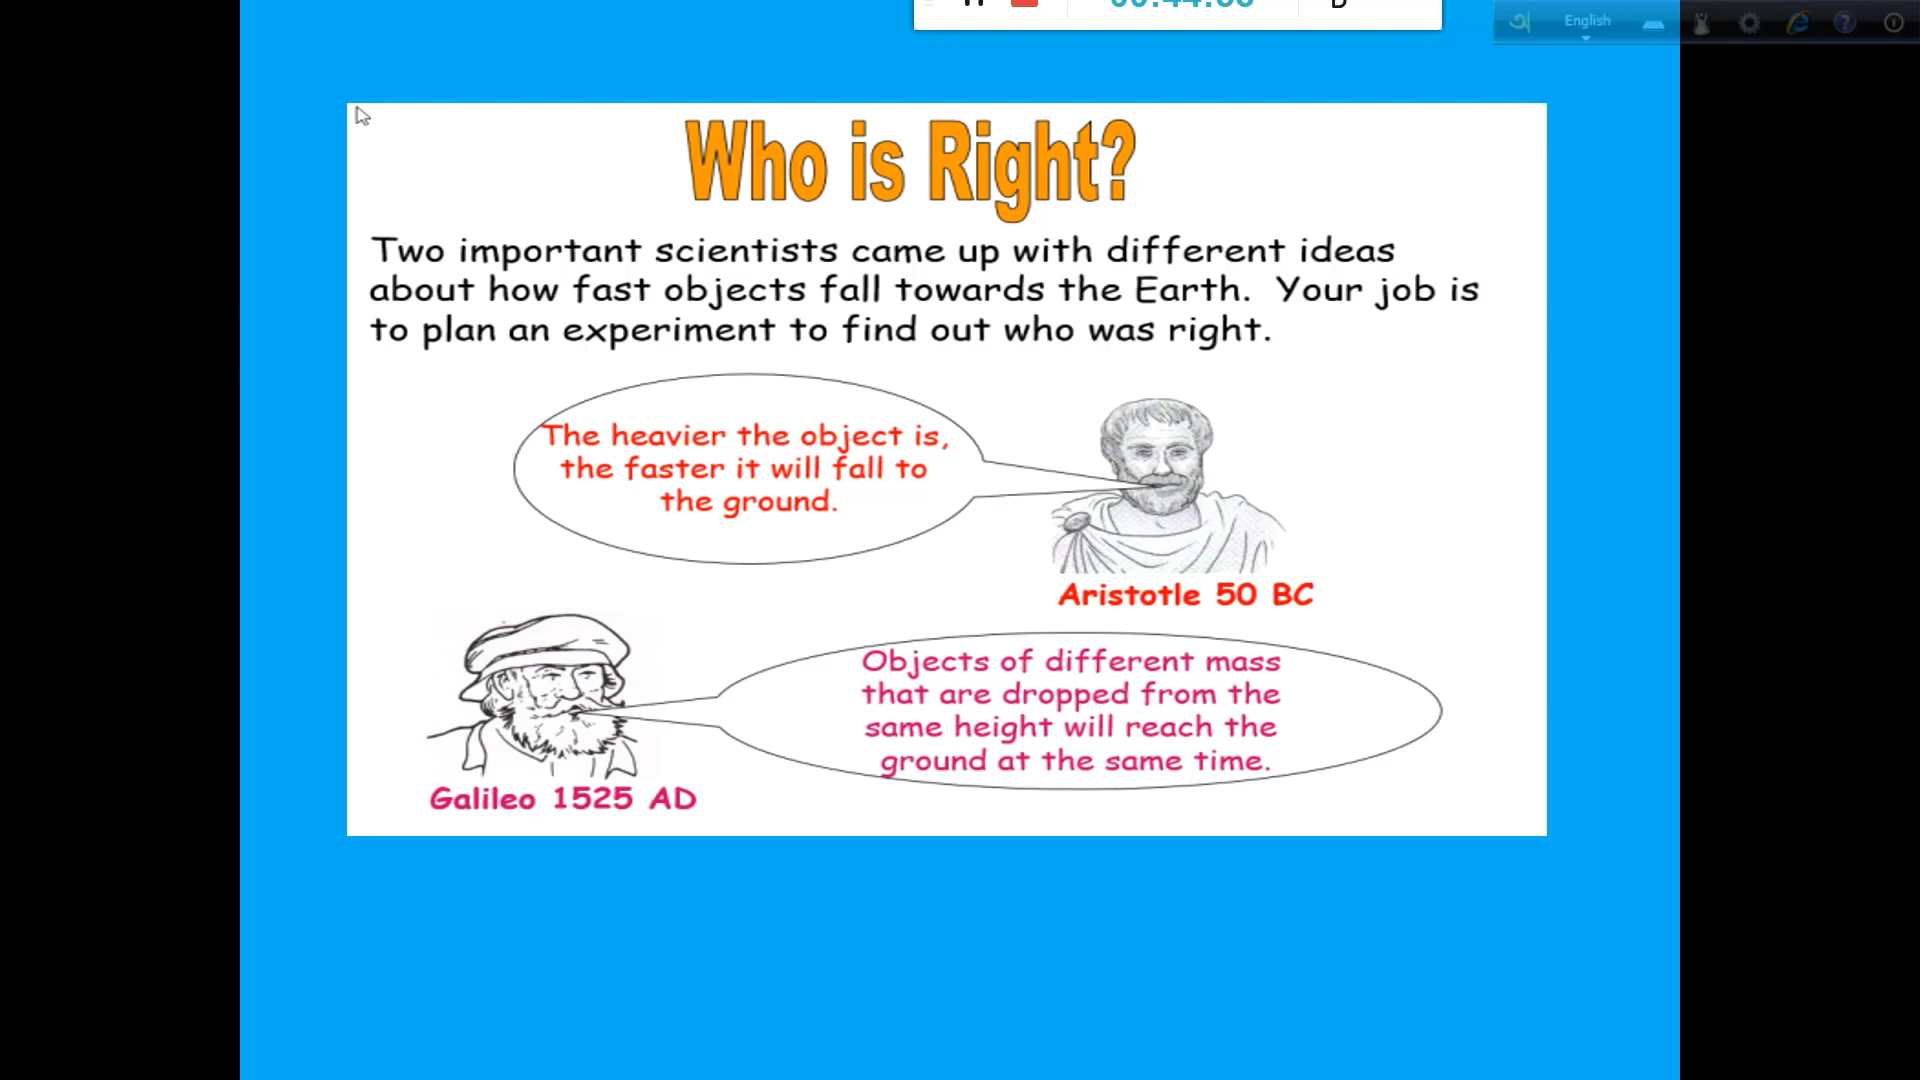 English
Who is Right?
Two important scientists came up with different ideas
about how fast objects fall towards the Earth. Your job is
to plan an experiment to find out who was right.
The heavier the object is,
the faster it will fall to
the ground.
Aristotle 50 BC
Objects of different mass
that are dropped from the
same height will reach the
ground at the same time.
Galileo 1525 AD